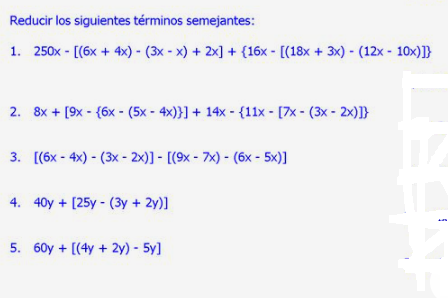 Reducir los siguientes términos semejantes:
1. 250x - [(6x + 4x) - (3x - x) + 2x] + {16x - [(18x + 3x) - (12x - 10x)]}
2. 8x + [9x - {6x - (5x - 4x)}] + 14x - {11x - [7x - (3x - 2x)]}
3. [(6x - 4x) - (3x - 2x)] - [(9x - 7x) - (6x - 5x)]
4. 40y + [25y - (3y + 2y)]
5. 60y + [(4y + 2y) - 5y]